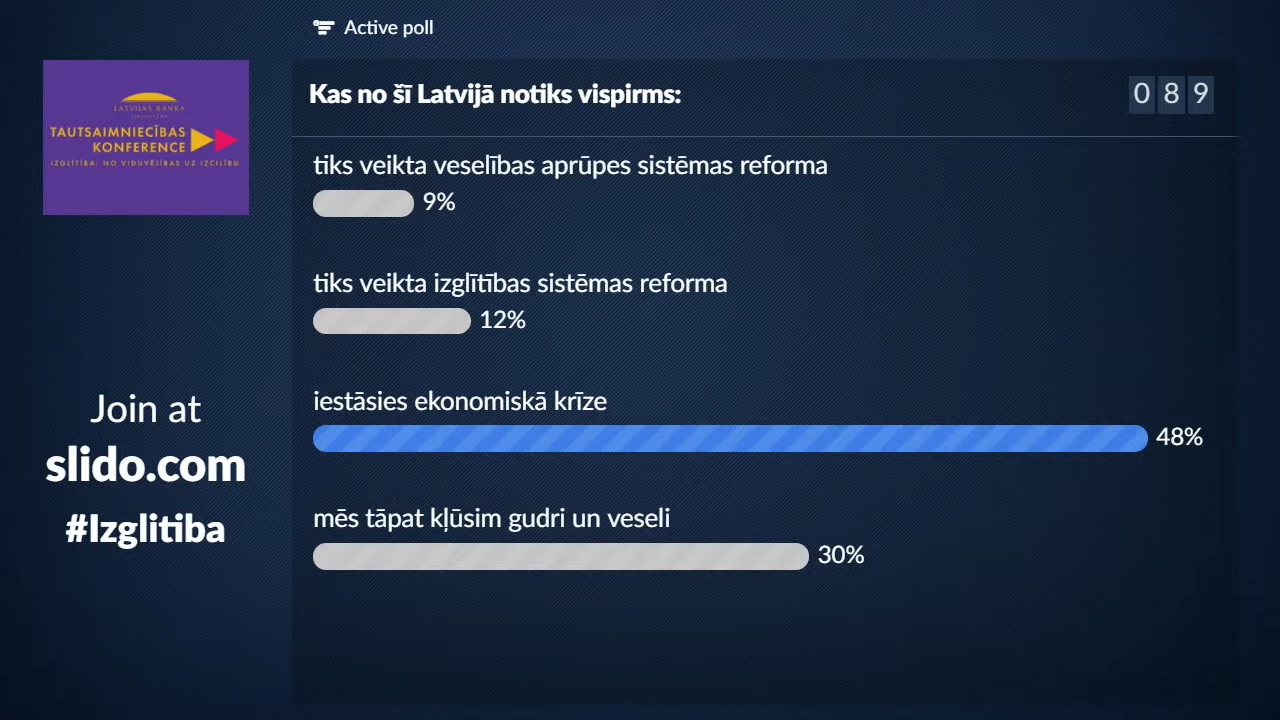 Active poll
LATVIJAS BANKA
TAUTSAIMNIECĪBAS
KONFERENCE
IZGLĪTĪBA: NO VIDUVĒJĪBAS UZ IZCILĪBU
Kas no šī Latvijā notiks vispirms:
089
tiks veikta veselības aprūpes sistēmas reforma
9%
tiks veikta izglītības sistēmas reforma
12%
iestāsies ekonomiskā krīze
48%
mēs tāpat kļūsim gudri un veseli
30%
Join at
slido.com
#Izglitiba